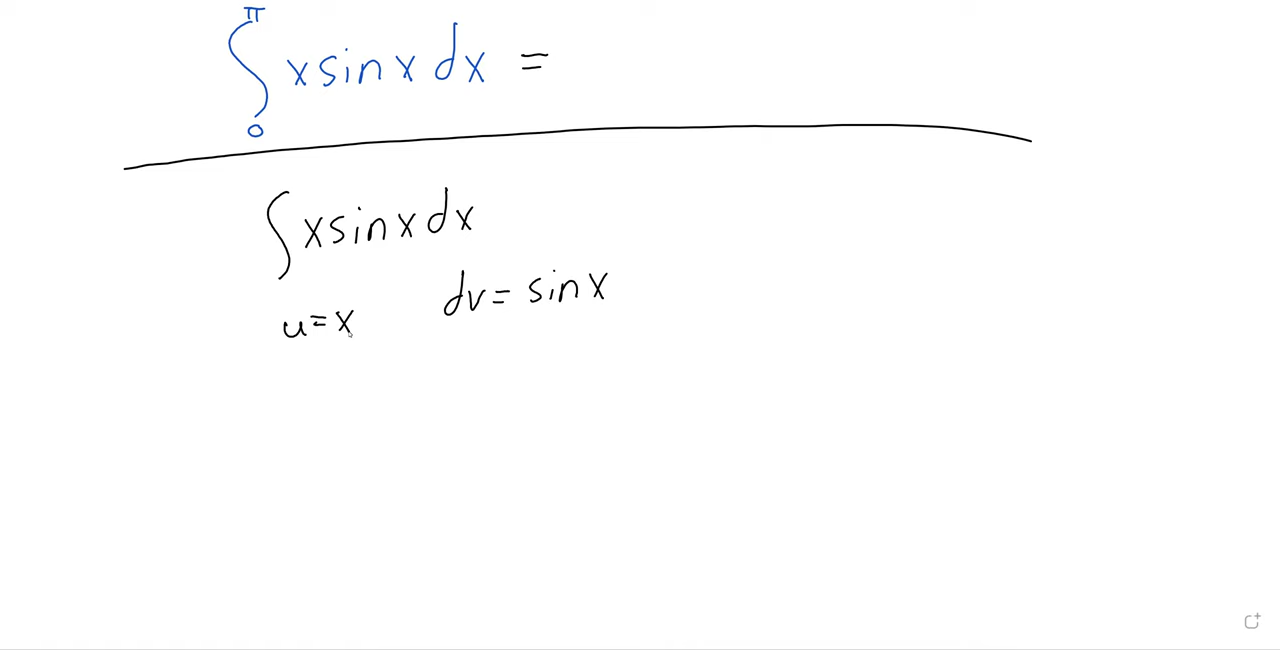 ∫₀^π x sin x dx =
∫ x sin x dx
u = x    dv = sin x